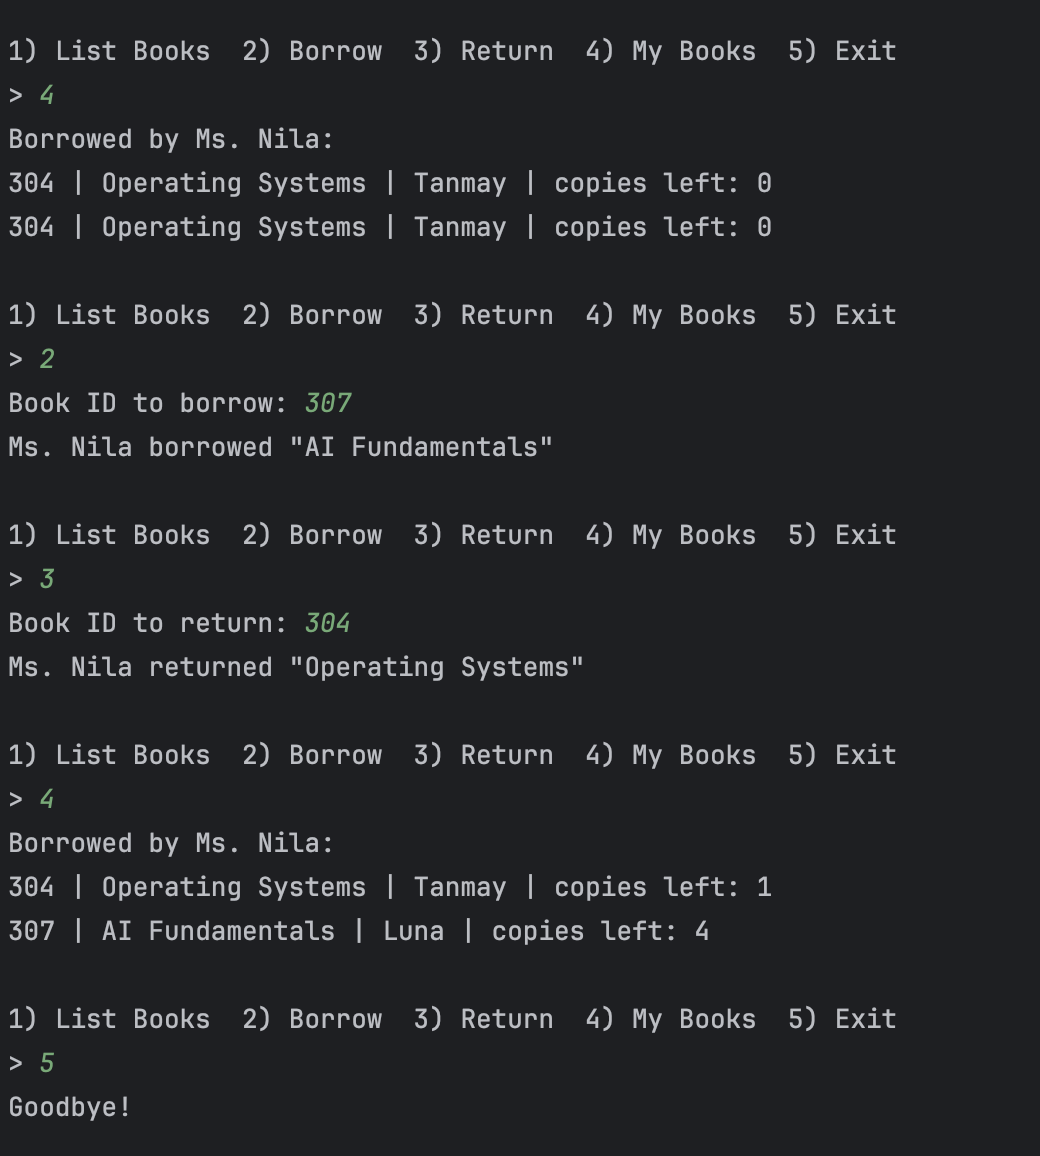 1) List Books  2) Borrow  3) Return  4) My Books  5) Exit
> 4
Borrowed by Ms. Nila:
304 | Operating Systems | Tanmay | copies left: 0
304 | Operating Systems | Tanmay | copies left: 0

1) List Books  2) Borrow  3) Return  4) My Books  5) Exit
> 2
Book ID to borrow: 307
Ms. Nila borrowed "AI Fundamentals"

1) List Books  2) Borrow  3) Return  4) My Books  5) Exit
> 3
Book ID to return: 304
Ms. Nila returned "Operating Systems"

1) List Books  2) Borrow  3) Return  4) My Books  5) Exit
> 4
Borrowed by Ms. Nila:
304 | Operating Systems | Tanmay | copies left: 1
307 | AI Fundamentals | Luna | copies left: 4

1) List Books  2) Borrow  3) Return  4) My Books  5) Exit
> 5
Goodbye!